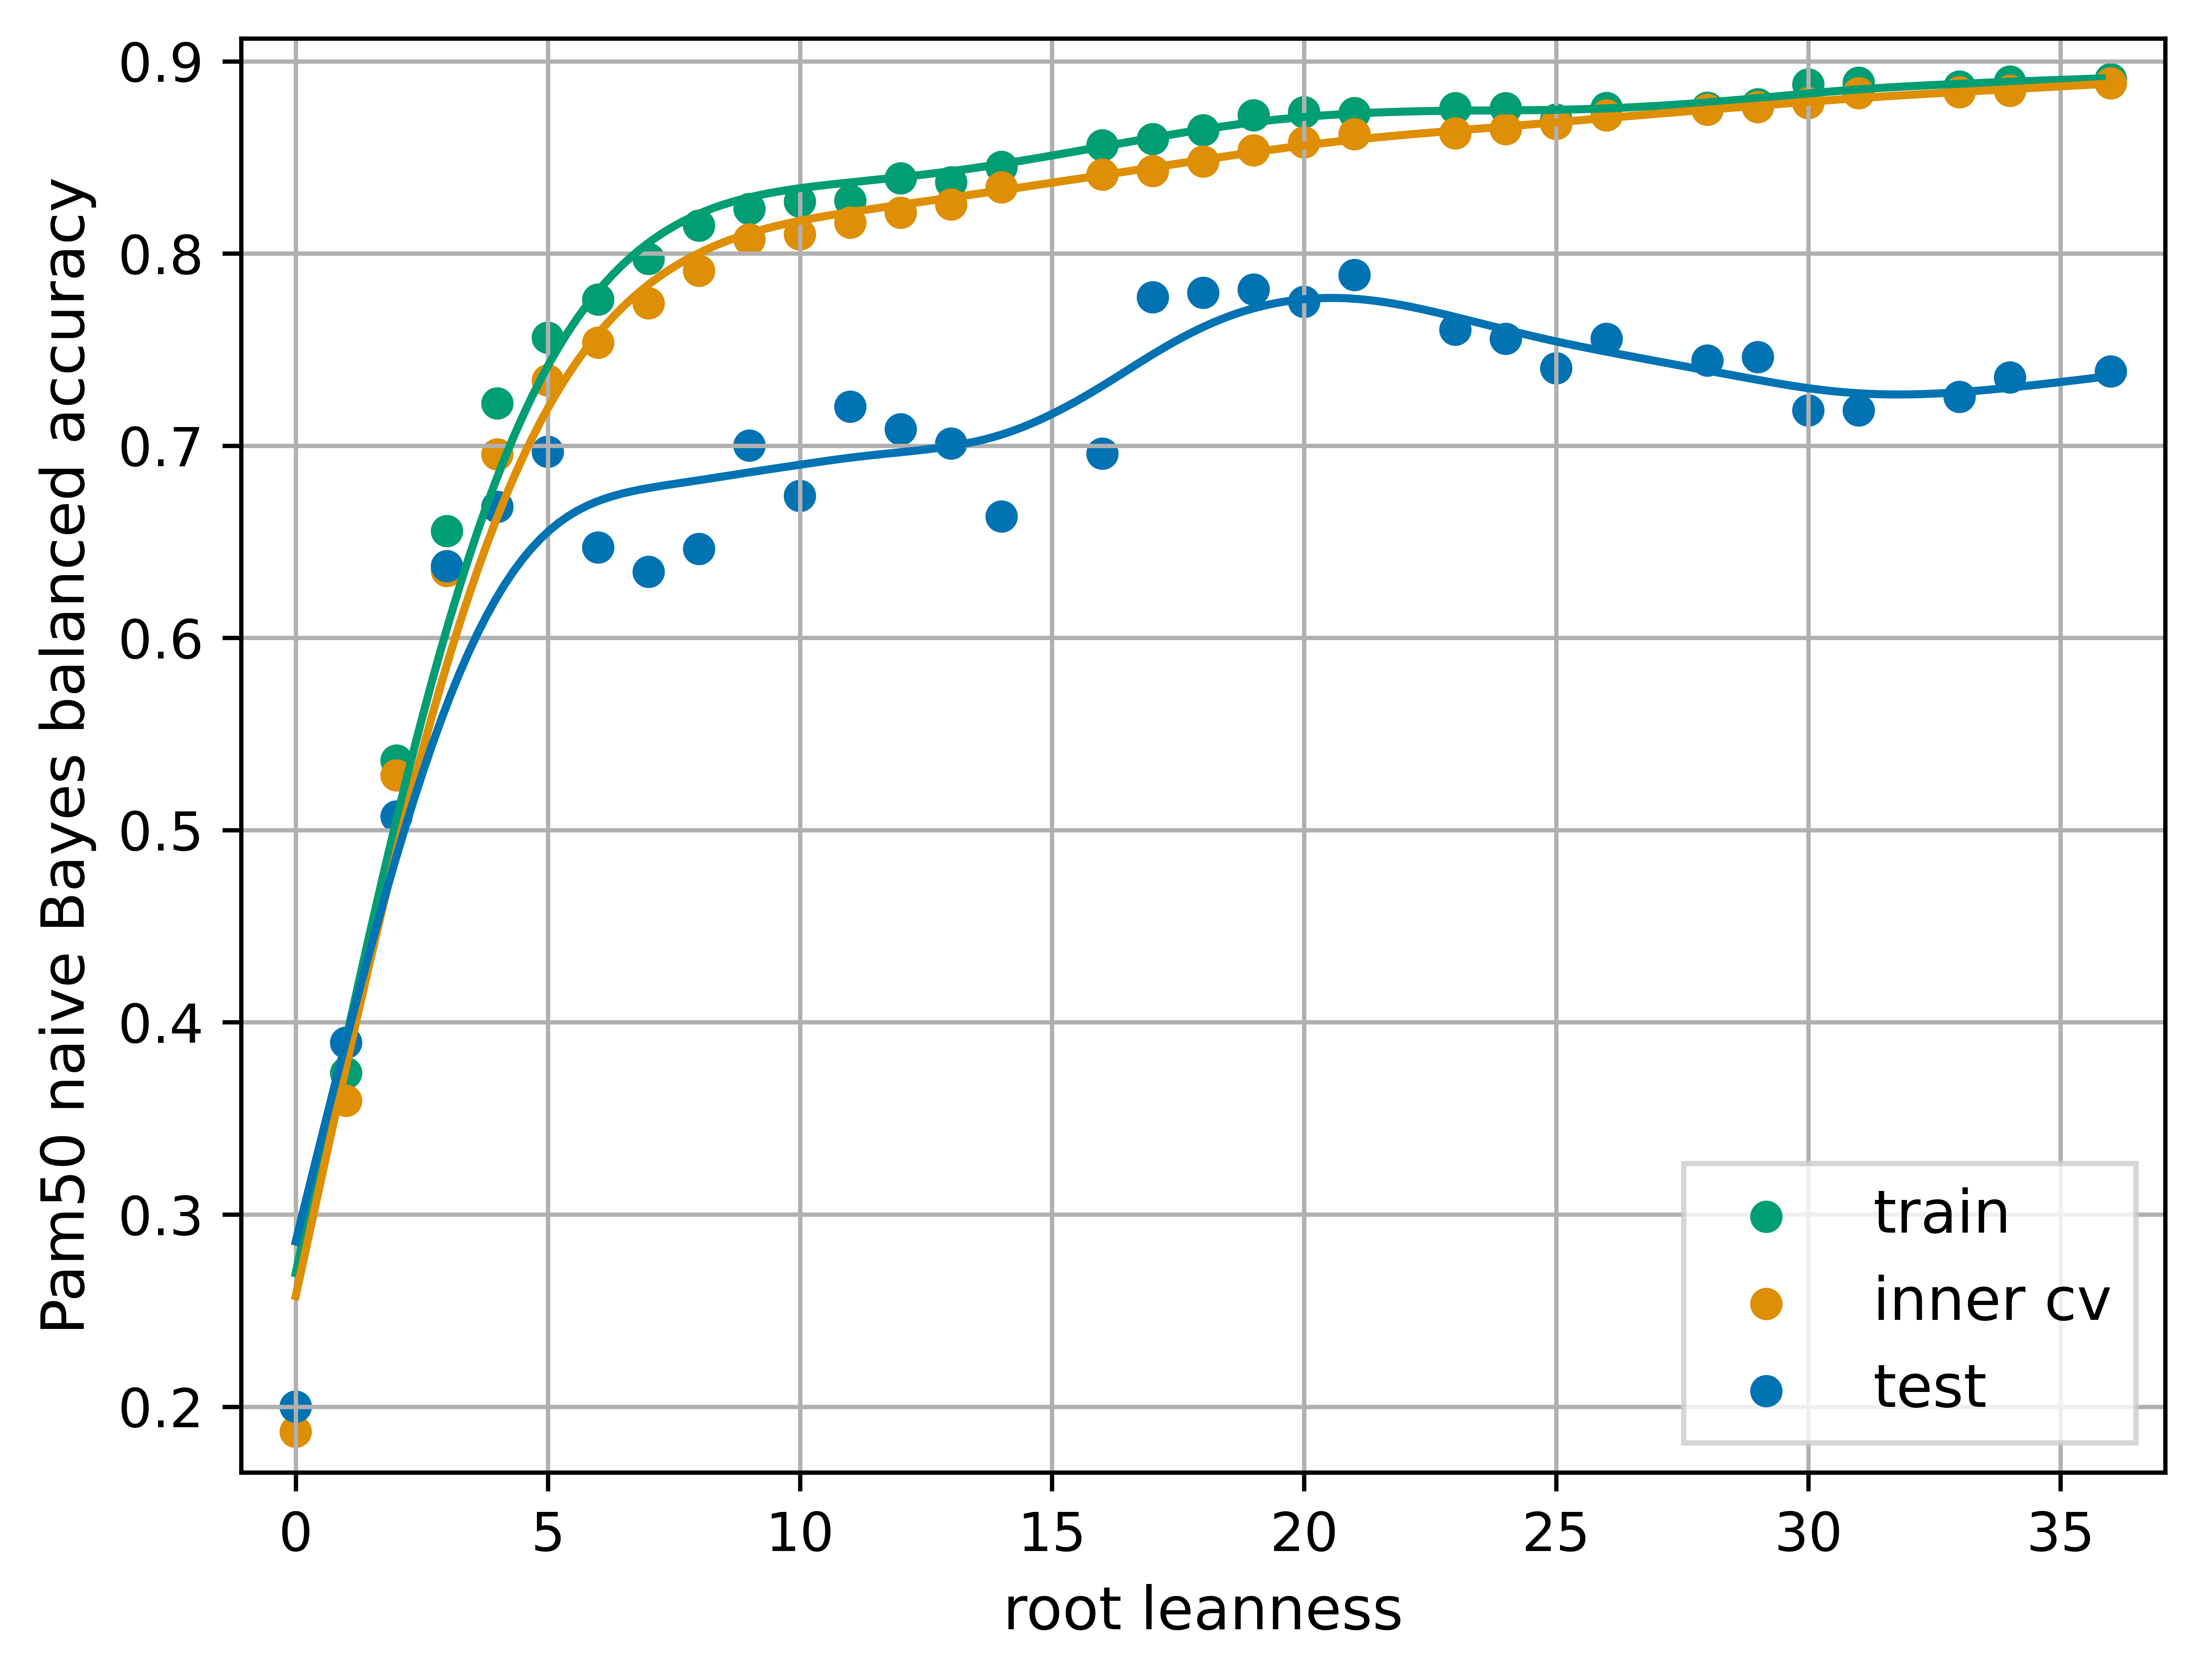 Pam50 naive Bayes balanced accuracy
0.9
0.8
0.7
0.6
0.5
0.4
0.3
0.2
0 5 10 15 20 25 30 35
root leanness
train
inner cv
test